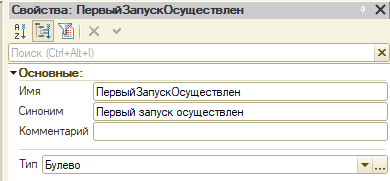 Свойства: ПервыйЗапускОсуществлен
Поиск (Ctrl+Alt+I)
Основные:
Имя ПервыйЗапускОсуществлен
Синоним Первый запуск осуществлен
Комментарий
Тип Булево